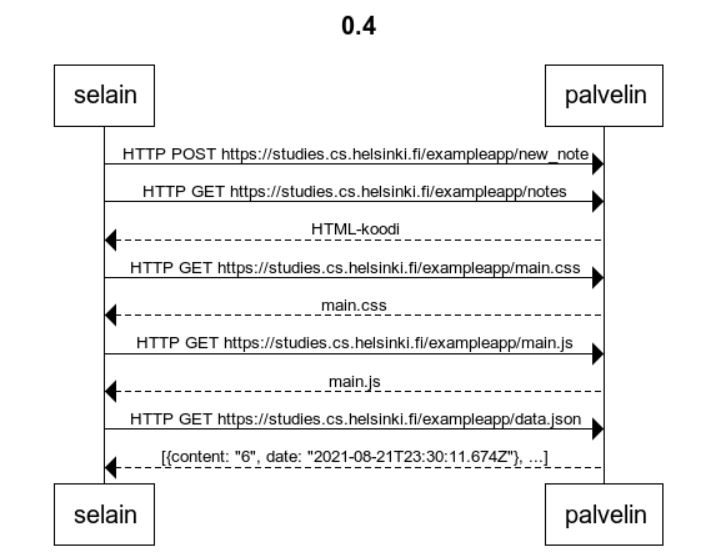 0.4
selain palvelin
HTTP POST https://studies.cs.helsinki.fi/exampleapp/new_note
HTTP GET https://studies.cs.helsinki.fi/exampleapp/notes
HTML-koodi
HTTP GET https://studies.cs.helsinki.fi/exampleapp/main.css
main.css
HTTP GET https://studies.cs.helsinki.fi/exampleapp/main.js
main.js
HTTP GET https://studies.cs.helsinki.fi/exampleapp/data.json
[{content: "6", date: "2021-08-21T23:30:11.674Z"}, ...]
selain palvelin